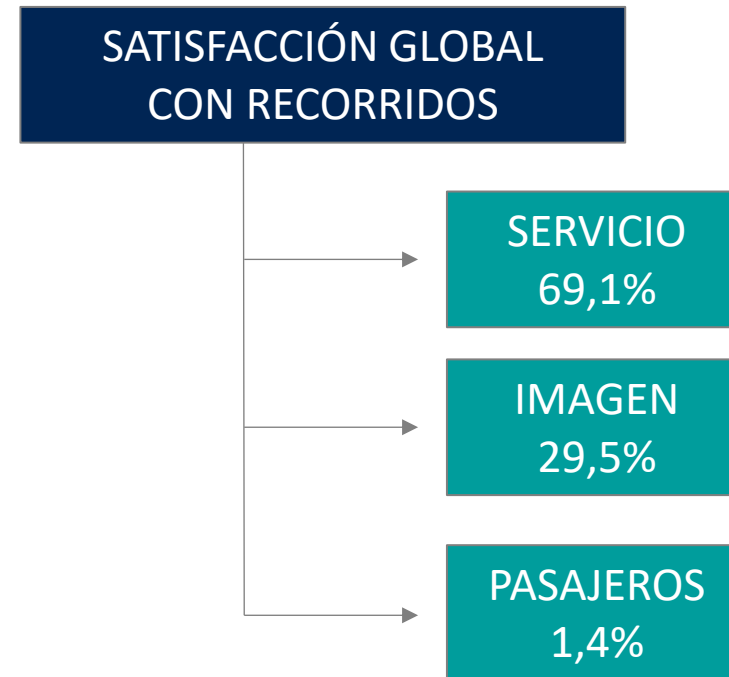 SATISFACCIÓN GLOBAL
CON RECORRIDOS
SERVICIO
69,1%
IMAGEN
29,5%
PASAJEROS
1,4%